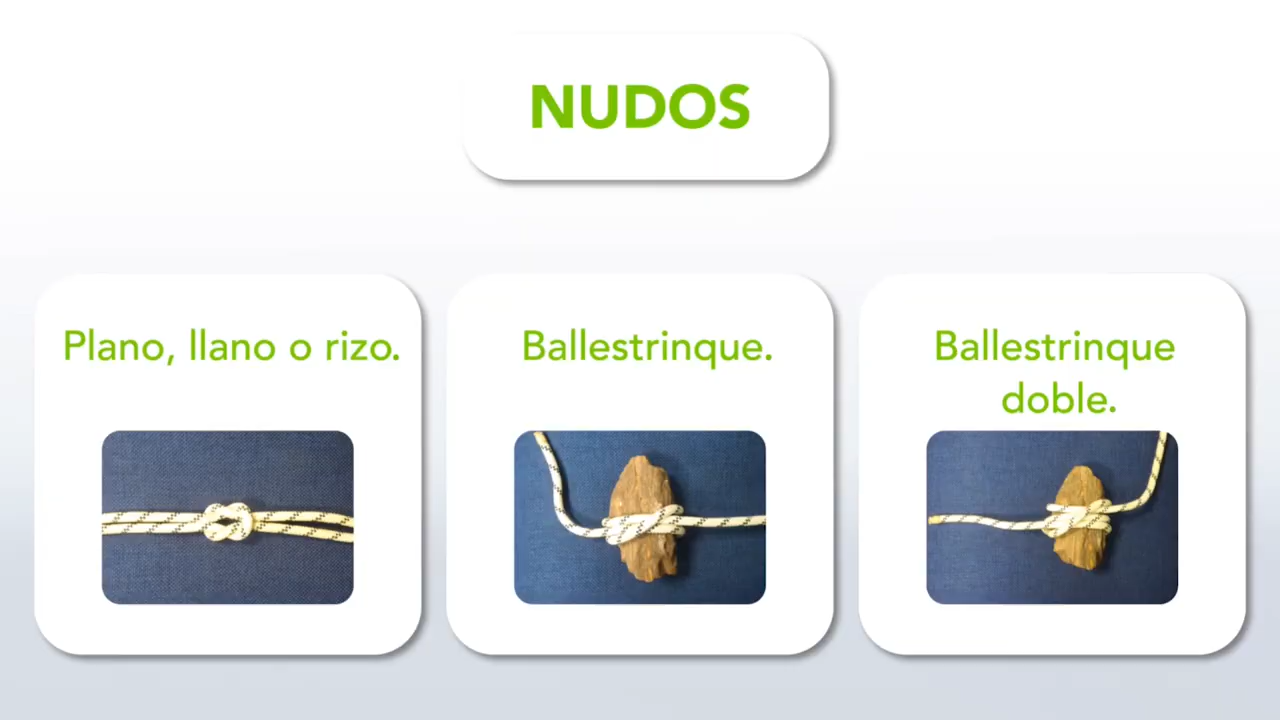 NUDOS
Plano, llano o rizo.
Ballestrinque.
Ballestrinque
doble.